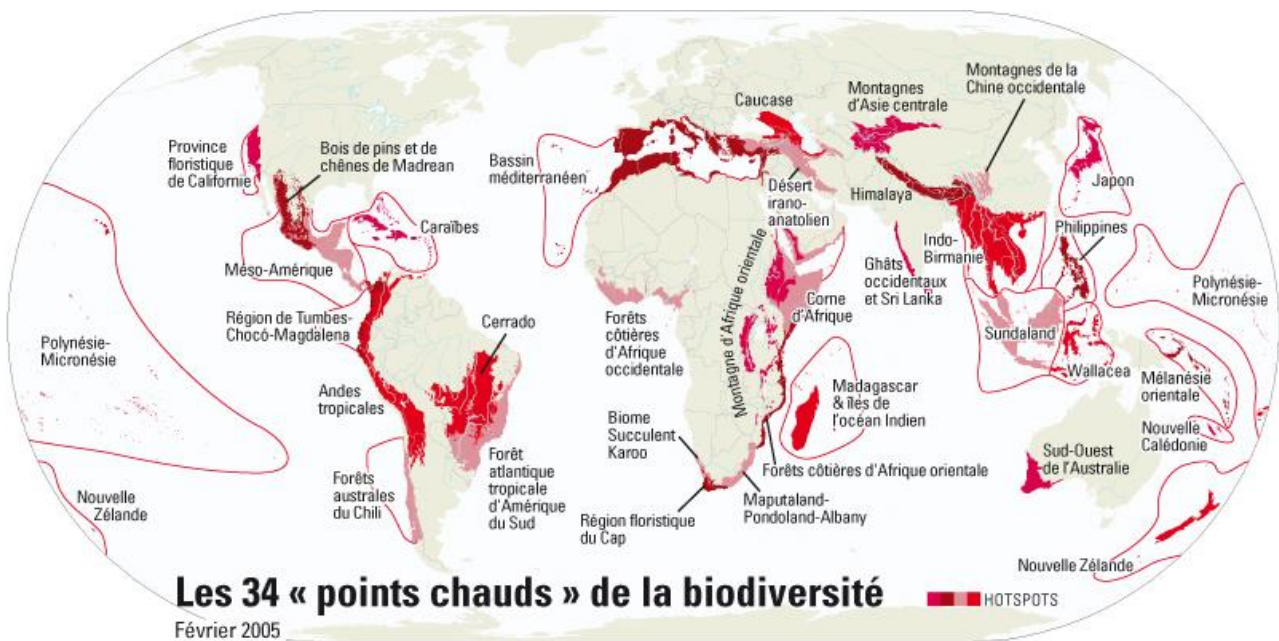 Montagnes de la
Chine occidentale
Montagnes
d'Asie centrale
Caucase
Province
floristique
de Californie
Bois de pins et de
chênes de Madrean
Bassin
méditerranéen
Désert
irano-
anatolien
Himalaya
Japon
Caraïbes
Philippines
Indo-
Birmanie
Méso-Amérique
Ghâts
occidentaux
et Sri Lanka
Montagne d'Afrique orientale
Corne
d'Afrique
Polynésie-
Micronésie
Région de Tumbes-
Chocó-Magdalena
Cerrado
Forêts
côtières
d'Afrique
occidentale
Sundaland
Polynésie-
Micronésie
Wallacea
Mélanésie
orientale
Andes
tropicales
Madagascar
& îles de
l'océan Indien
Biome
Succulent
Karoo
Nouvelle
Calédonie
Sud-Ouest
de l'Australie
Forêts
australes
du Chili
Forêt
atlantique
tropicale
d'Amérique
du Sud
Forêts côtières d'Afrique orientale
Nouvelle
Zélande
Maputaland-
Pondoland-Albany
Région floristique
du Cap
Nouvelle Zélande
Les 34 « points chauds » de la biodiversité
HOTSPOTS
Février 2005